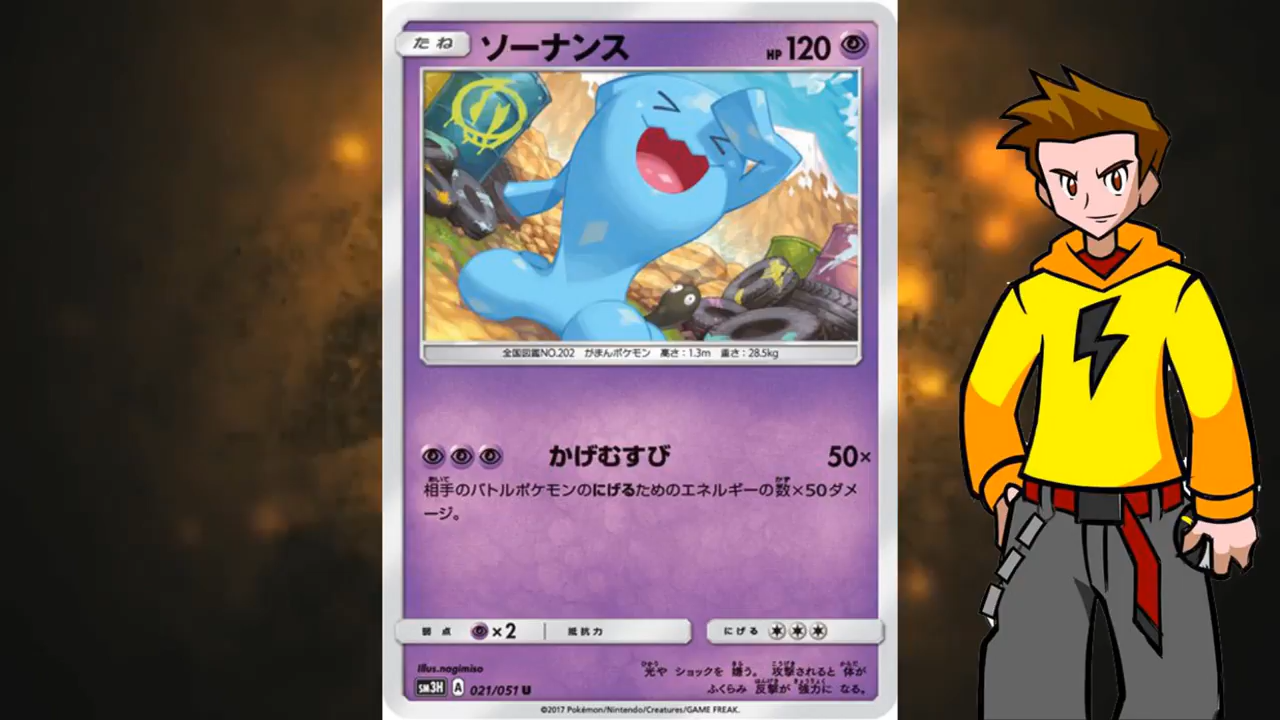 たね ソーナンス HP 120
全国図鑑NO.202 がまんポケモン 高さ:1.3m 重さ:28.5kg
かげむすび 50×
相手のバトルポケモンのにげるためのエネルギーの数×50ダメ
ージ。
弱点 ×2 抵抗力 にげる
Illus.nagimiso
光や ショックを 嫌う。 攻撃されると 体が
ふくらみ 反撃が 強力に なる。
SM3H A 021/051 U
©2017 Pokémon/Nintendo/Creatures/GAME FREAK.